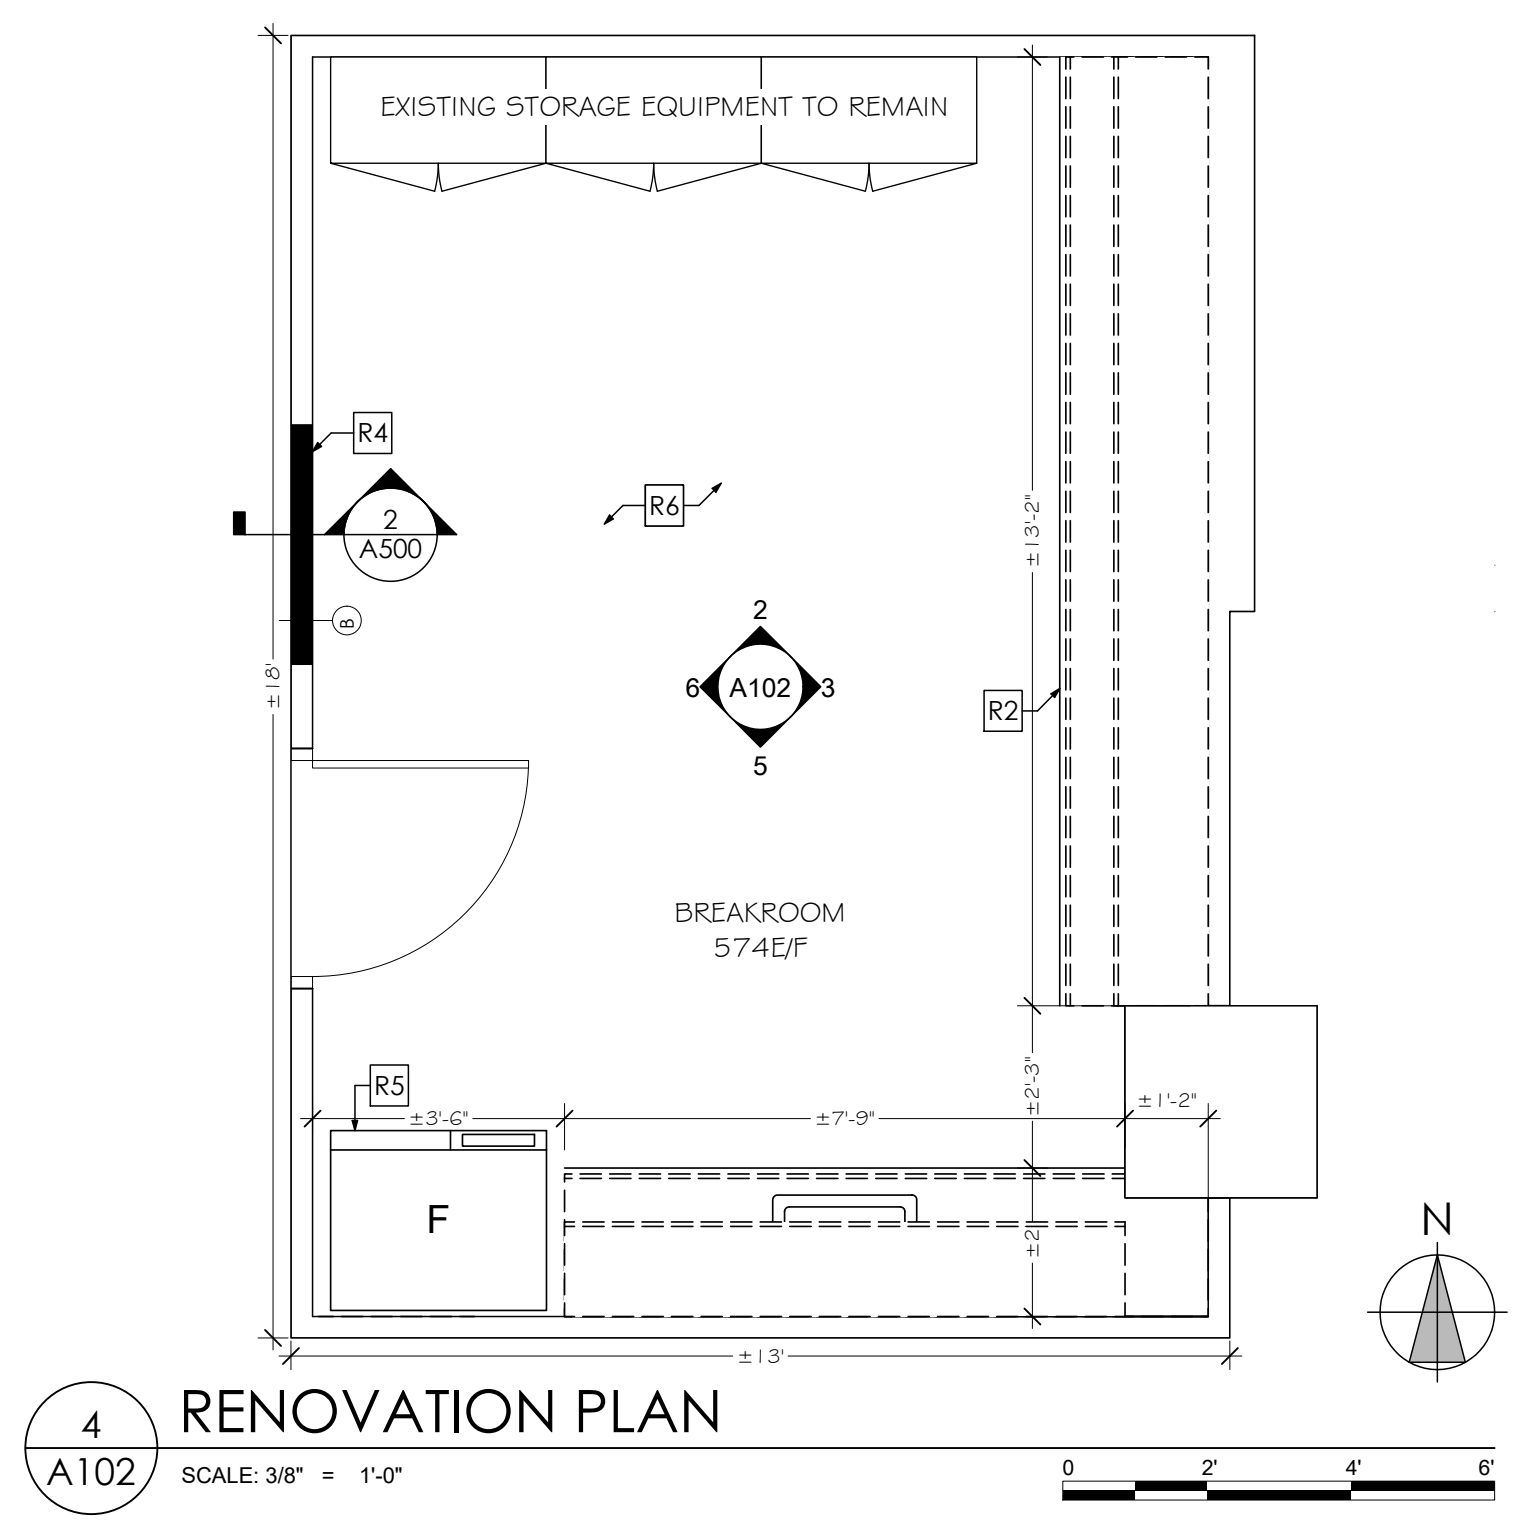 EXISTING STORAGE EQUIPMENT TO REMAIN
R4
R6
2
A500
±13'-2"
B
2
6 A102 3
5
±18'
R2
BREAKROOM
574E/F
R5
±2'-3"
±3'-6"
±7'-9"
±1'-2"
F
±2
N
±13'
4
A102
RENOVATION PLAN
SCALE: 3/8" = 1'-0"
0 2' 4' 6'